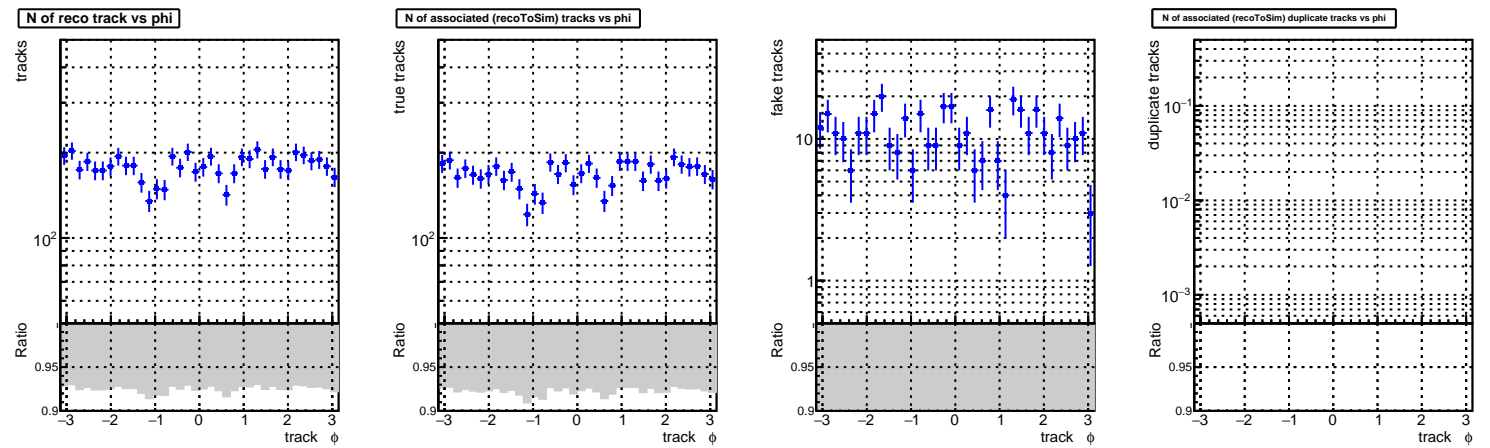 N of reco track vs phi
tracks
10²
Ratio
0.95
0.9
−3 −2 −1 0 1 2 3
track ϕ
N of associated (recoToSim) tracks vs phi
true tracks
10²
Ratio
0.95
0.9
−3 −2 −1 0 1 2 3
track ϕ
fake tracks
10
1
Ratio
0.95
0.9
−3 −2 −1 0 1 2 3
track ϕ
N of associated (recoToSim) duplicate tracks vs phi
duplicate tracks
10⁻¹
10⁻²
10⁻³
Ratio
0.95
0.9
−3 −2 −1 0 1 2 3
track ϕ